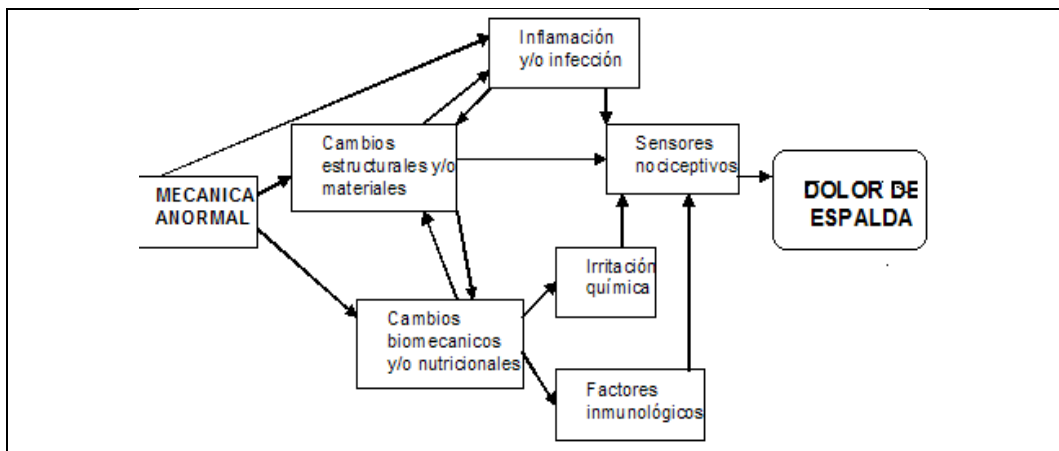 Inflamación
y/o infección
Cambios
estructurales y/o
materiales
Sensores
nociceptivos
MECANICA
ANORMAL
DOLOR DE
ESPALDA
Irritación
química
Cambios
biomecanicos
y/o nutricionales
Factores
inmunológicos